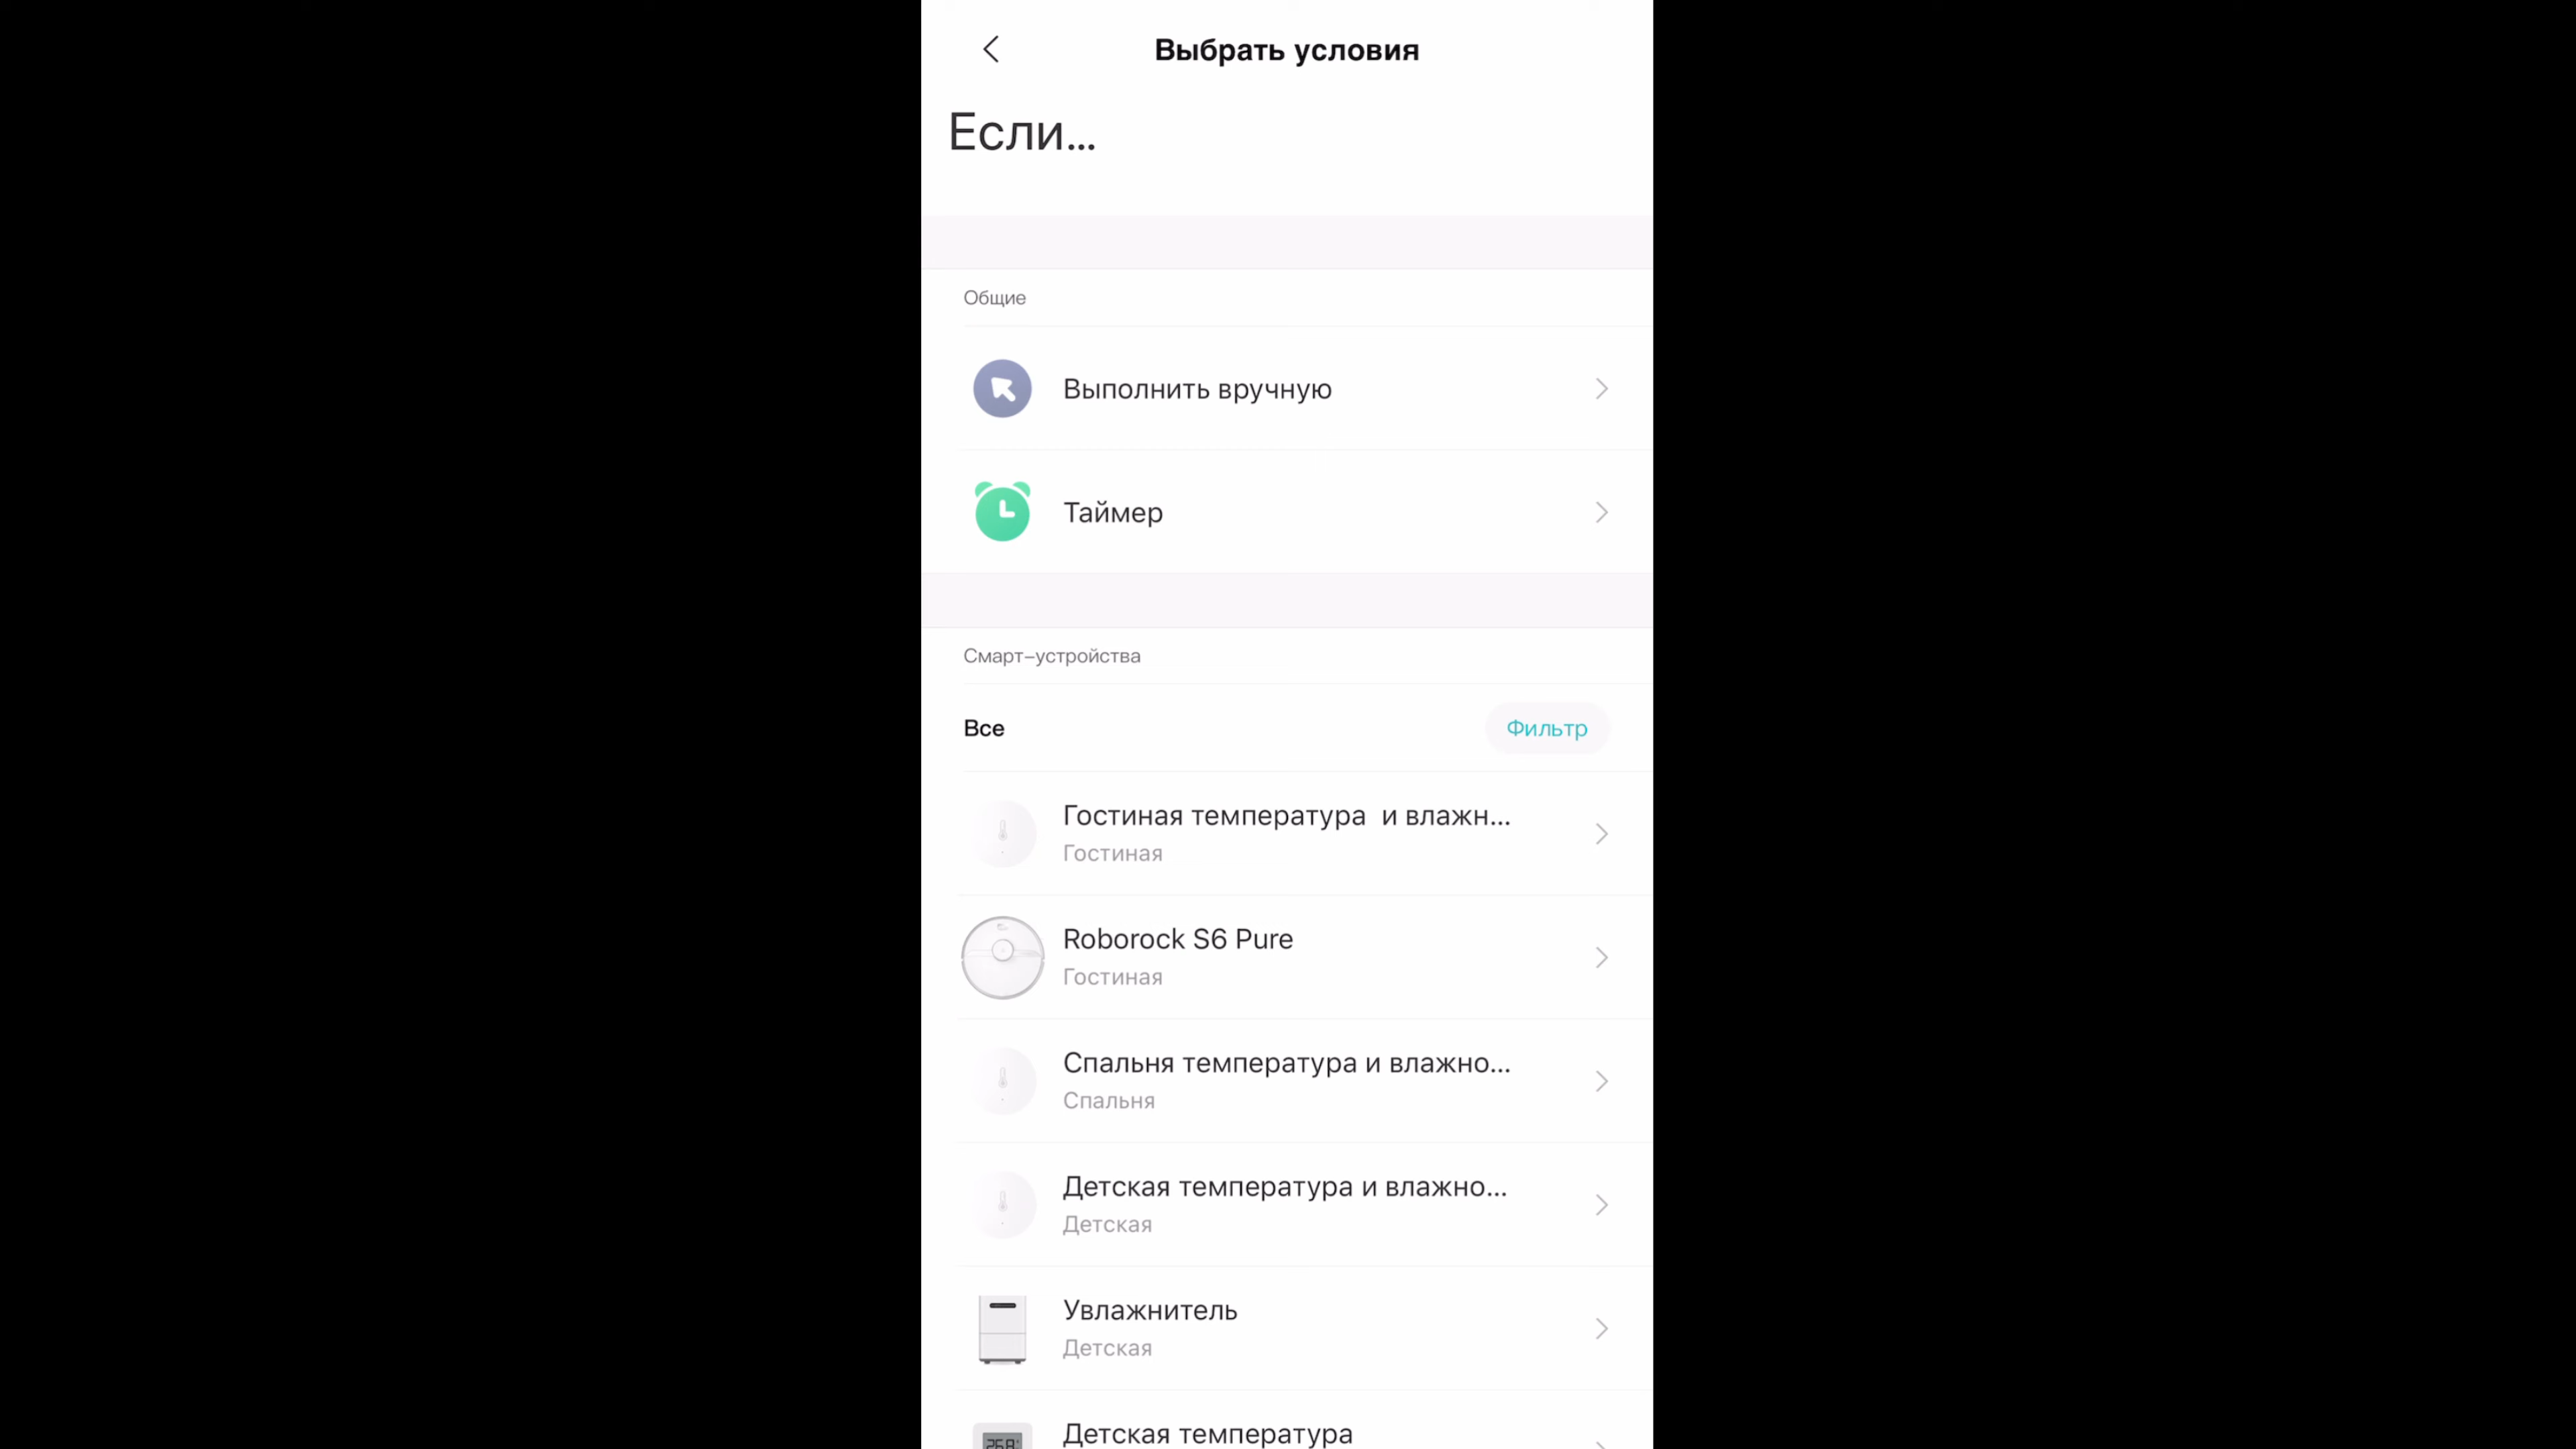 Выбрать условия
Если...
Общие
Выполнить вручную
Таймер
Смарт-устройства
Все
Фильтр
Гостиная температура и влажн...
Гостиная
Roborock S6 Pure
Гостиная
Спальня температура и влажно...
Спальня
Детская температура и влажно...
Детская
Увлажнитель
Детская
Детская температура